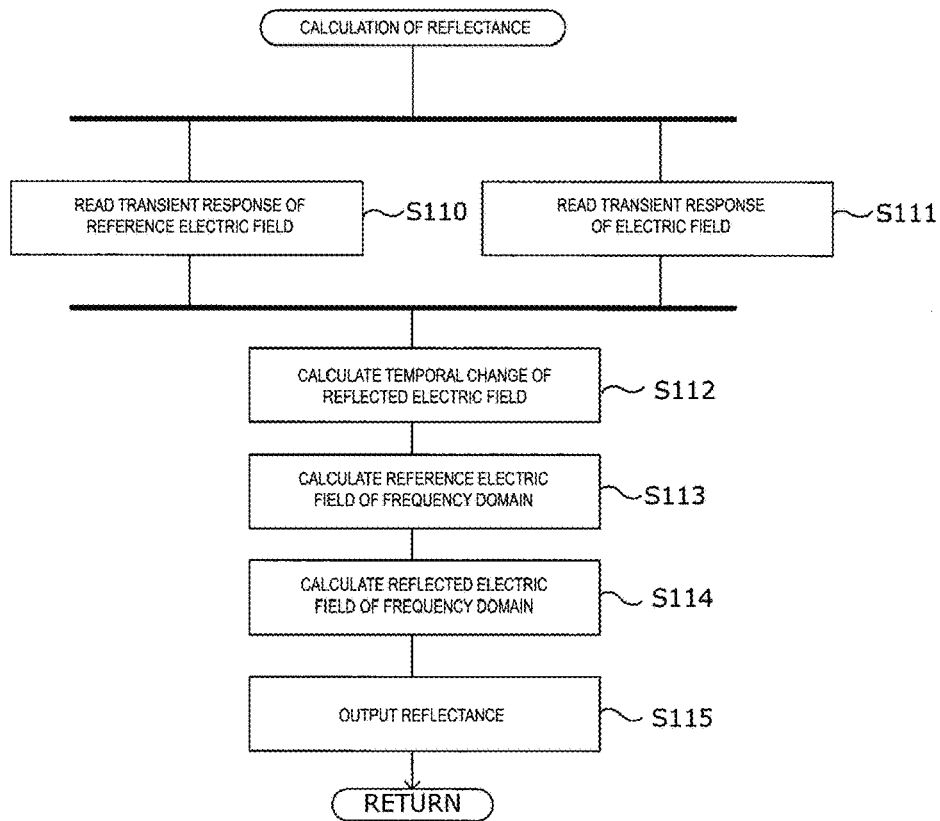 CALCULATION OF REFLECTANCE
READ TRANSIENT RESPONSE OF
REFERENCE ELECTRIC FIELD
S110
READ TRANSIENT RESPONSE
OF ELECTRIC FIELD
S111
CALCULATE TEMPORAL CHANGE OF
REFLECTED ELECTRIC FIELD
S112
CALCULATE REFERENCE ELECTRIC
FIELD OF FREQUENCY DOMAIN
S113
CALCULATE REFLECTED ELECTRIC
FIELD OF FREQUENCY DOMAIN
S114
OUTPUT REFLECTANCE
S115
RETURN